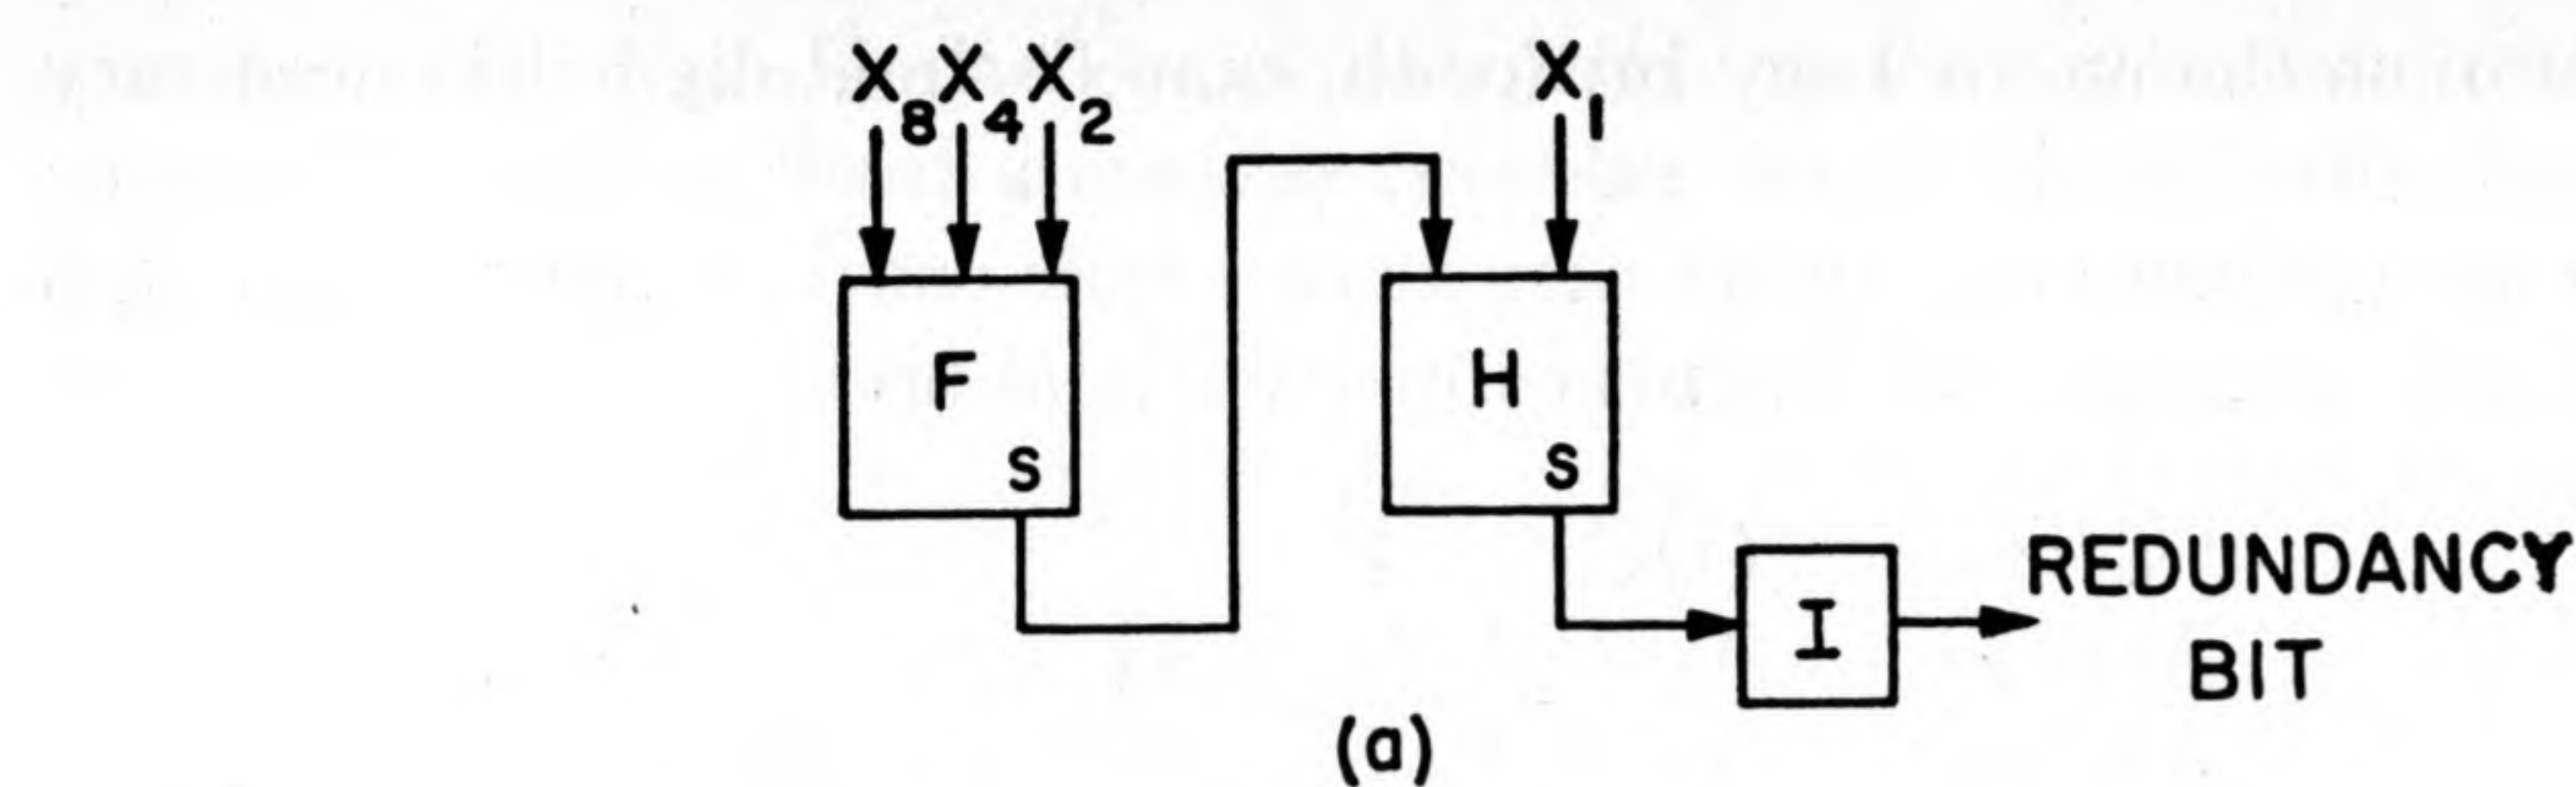 X8 X4 X2 X1
F H
S S
REDUNDANCY
I
BIT
(a)